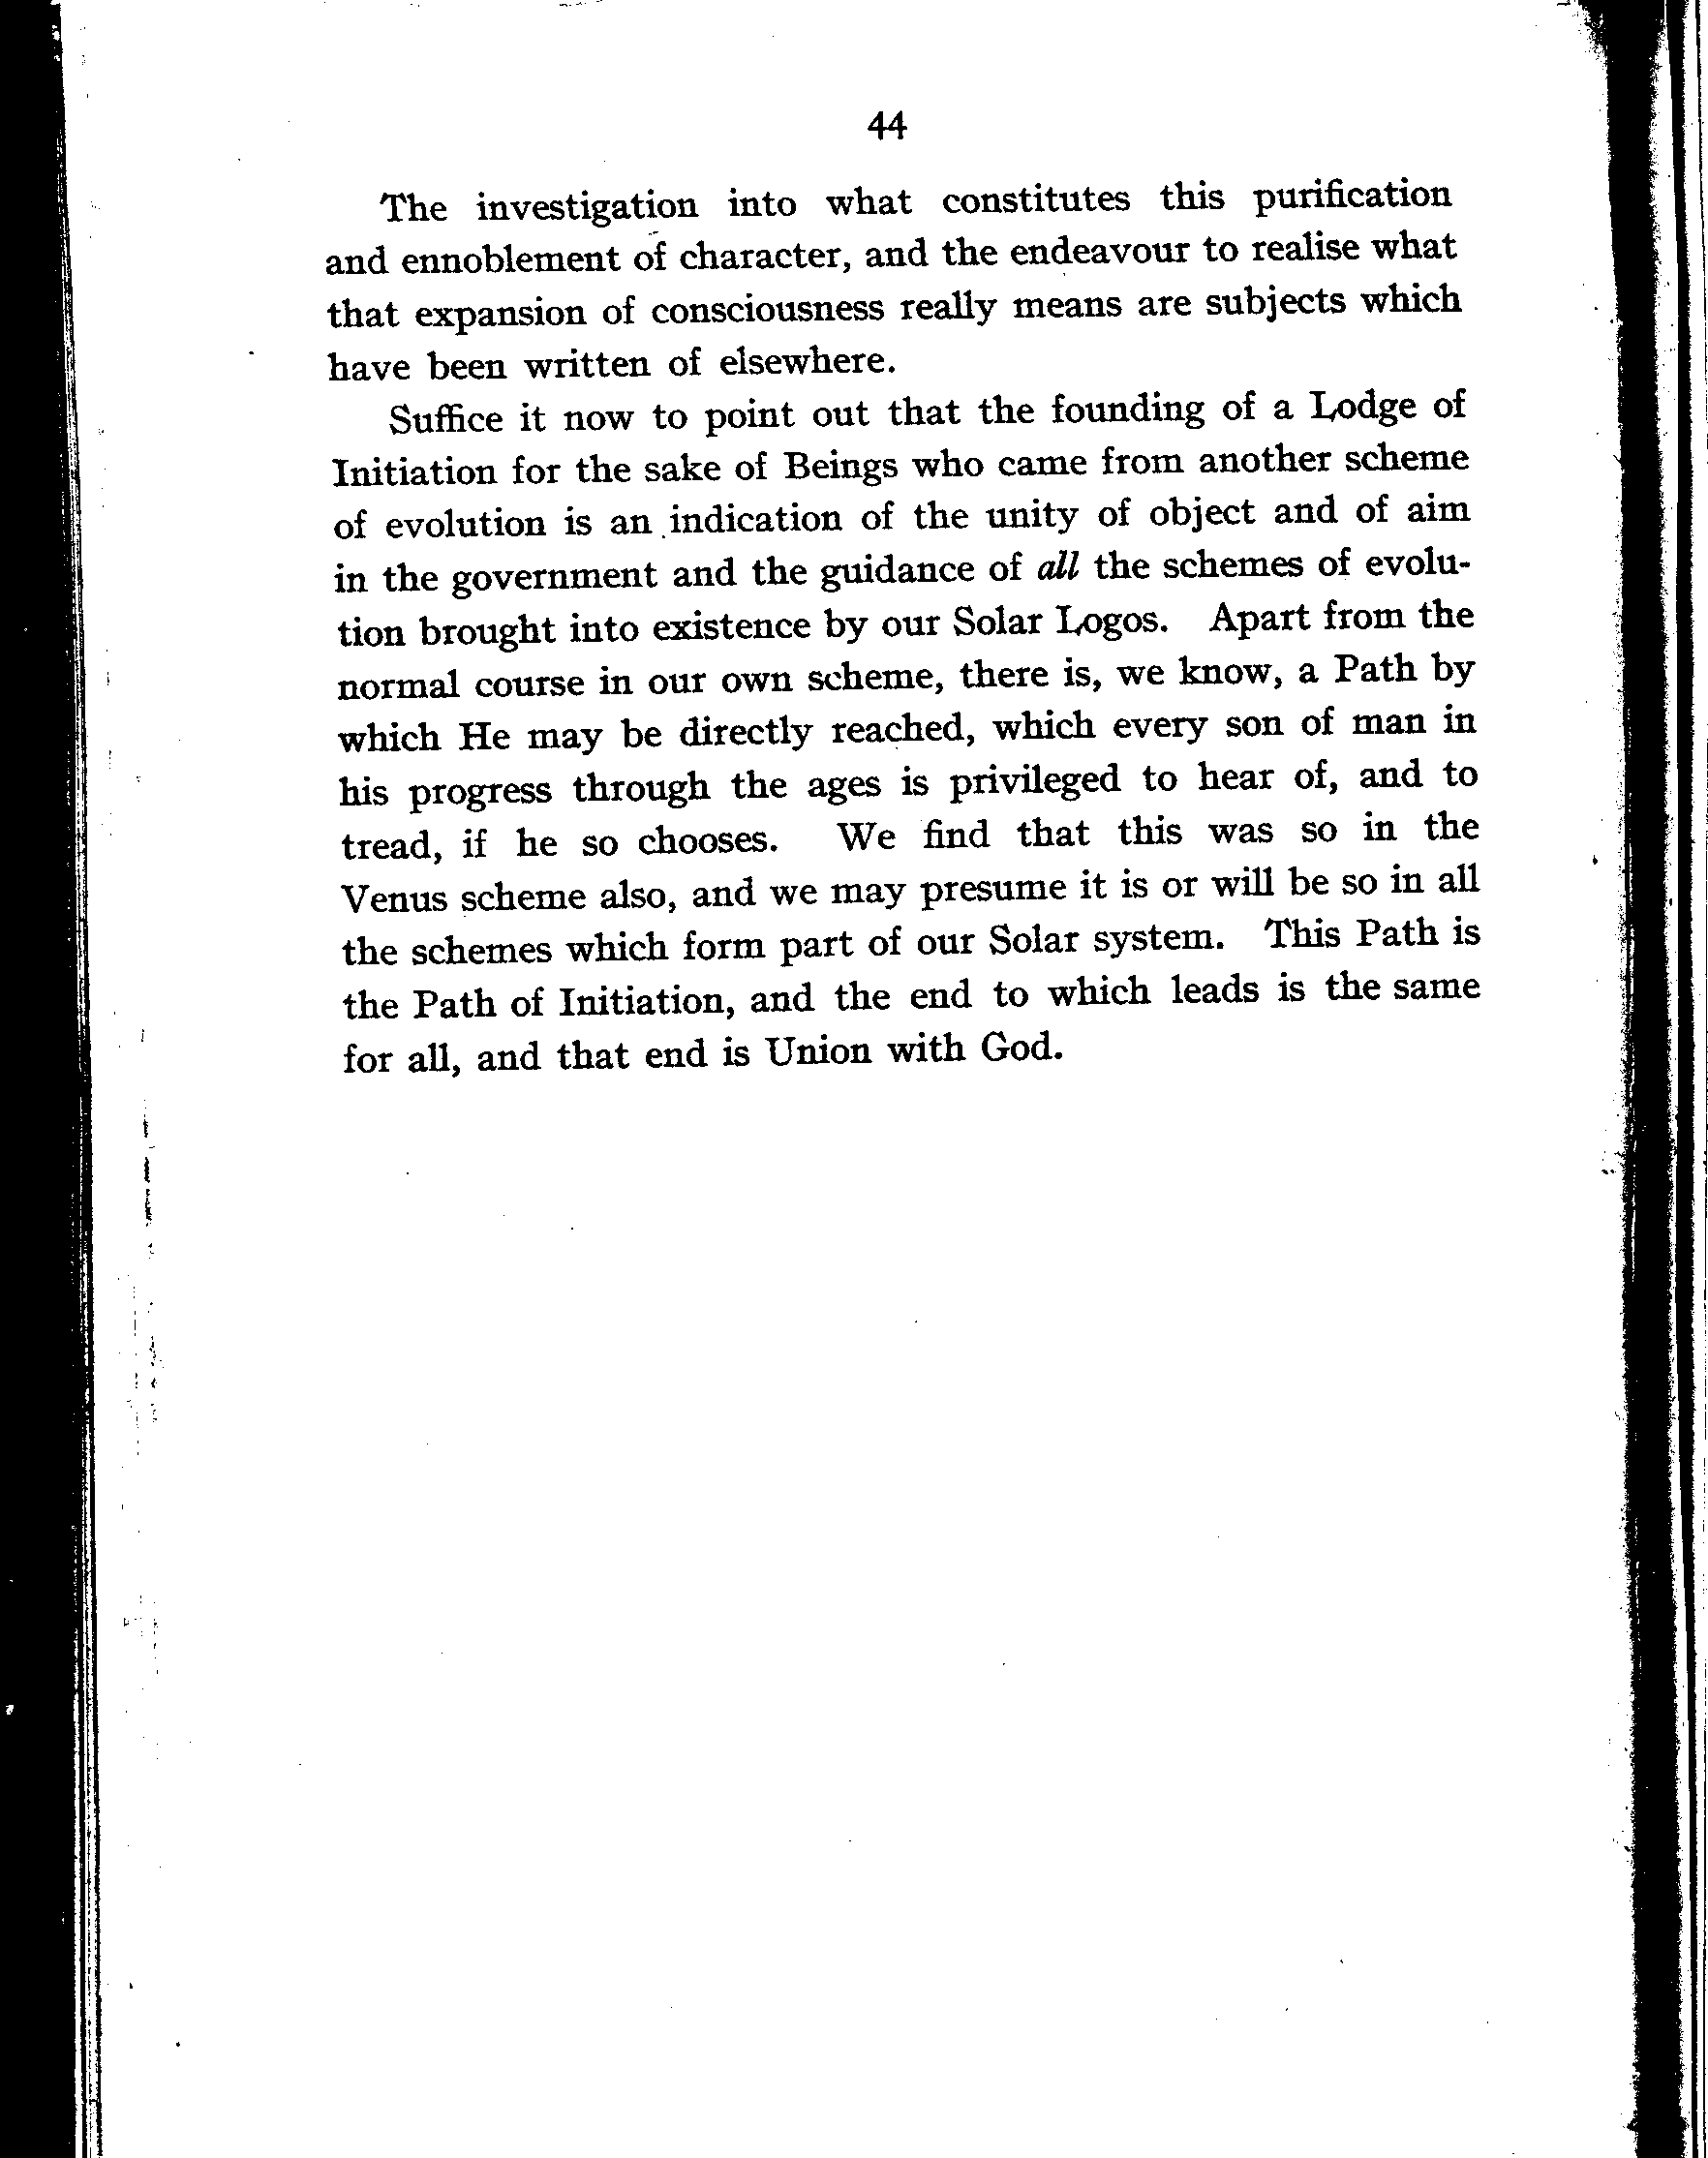 44
The investigation into what constitutes this purification
and ennoblement of character, and the endeavour to realise what
that expansion of consciousness really means are subjects which
have been written of elsewhere.
Suffice it now to point out that the founding of a Lodge of
Initiation for the sake of Beings who came from another scheme
of evolution is an indication of the unity of object and of aim
in the government and the guidance of all the schemes of evolu-
tion brought into existence by our Solar Logos. Apart from the
normal course in our own scheme, there is, we know, a Path by
which He may be directly reached, which every son of man in
his progress through the ages is privileged to hear of, and to
tread, if he so chooses. We find that this was so in the
Venus scheme also, and we may presume it is or will be so in all
the schemes which form part of our Solar system. This Path is
the Path of Initiation, and the end to which leads is the same
for all, and that end is Union with God.